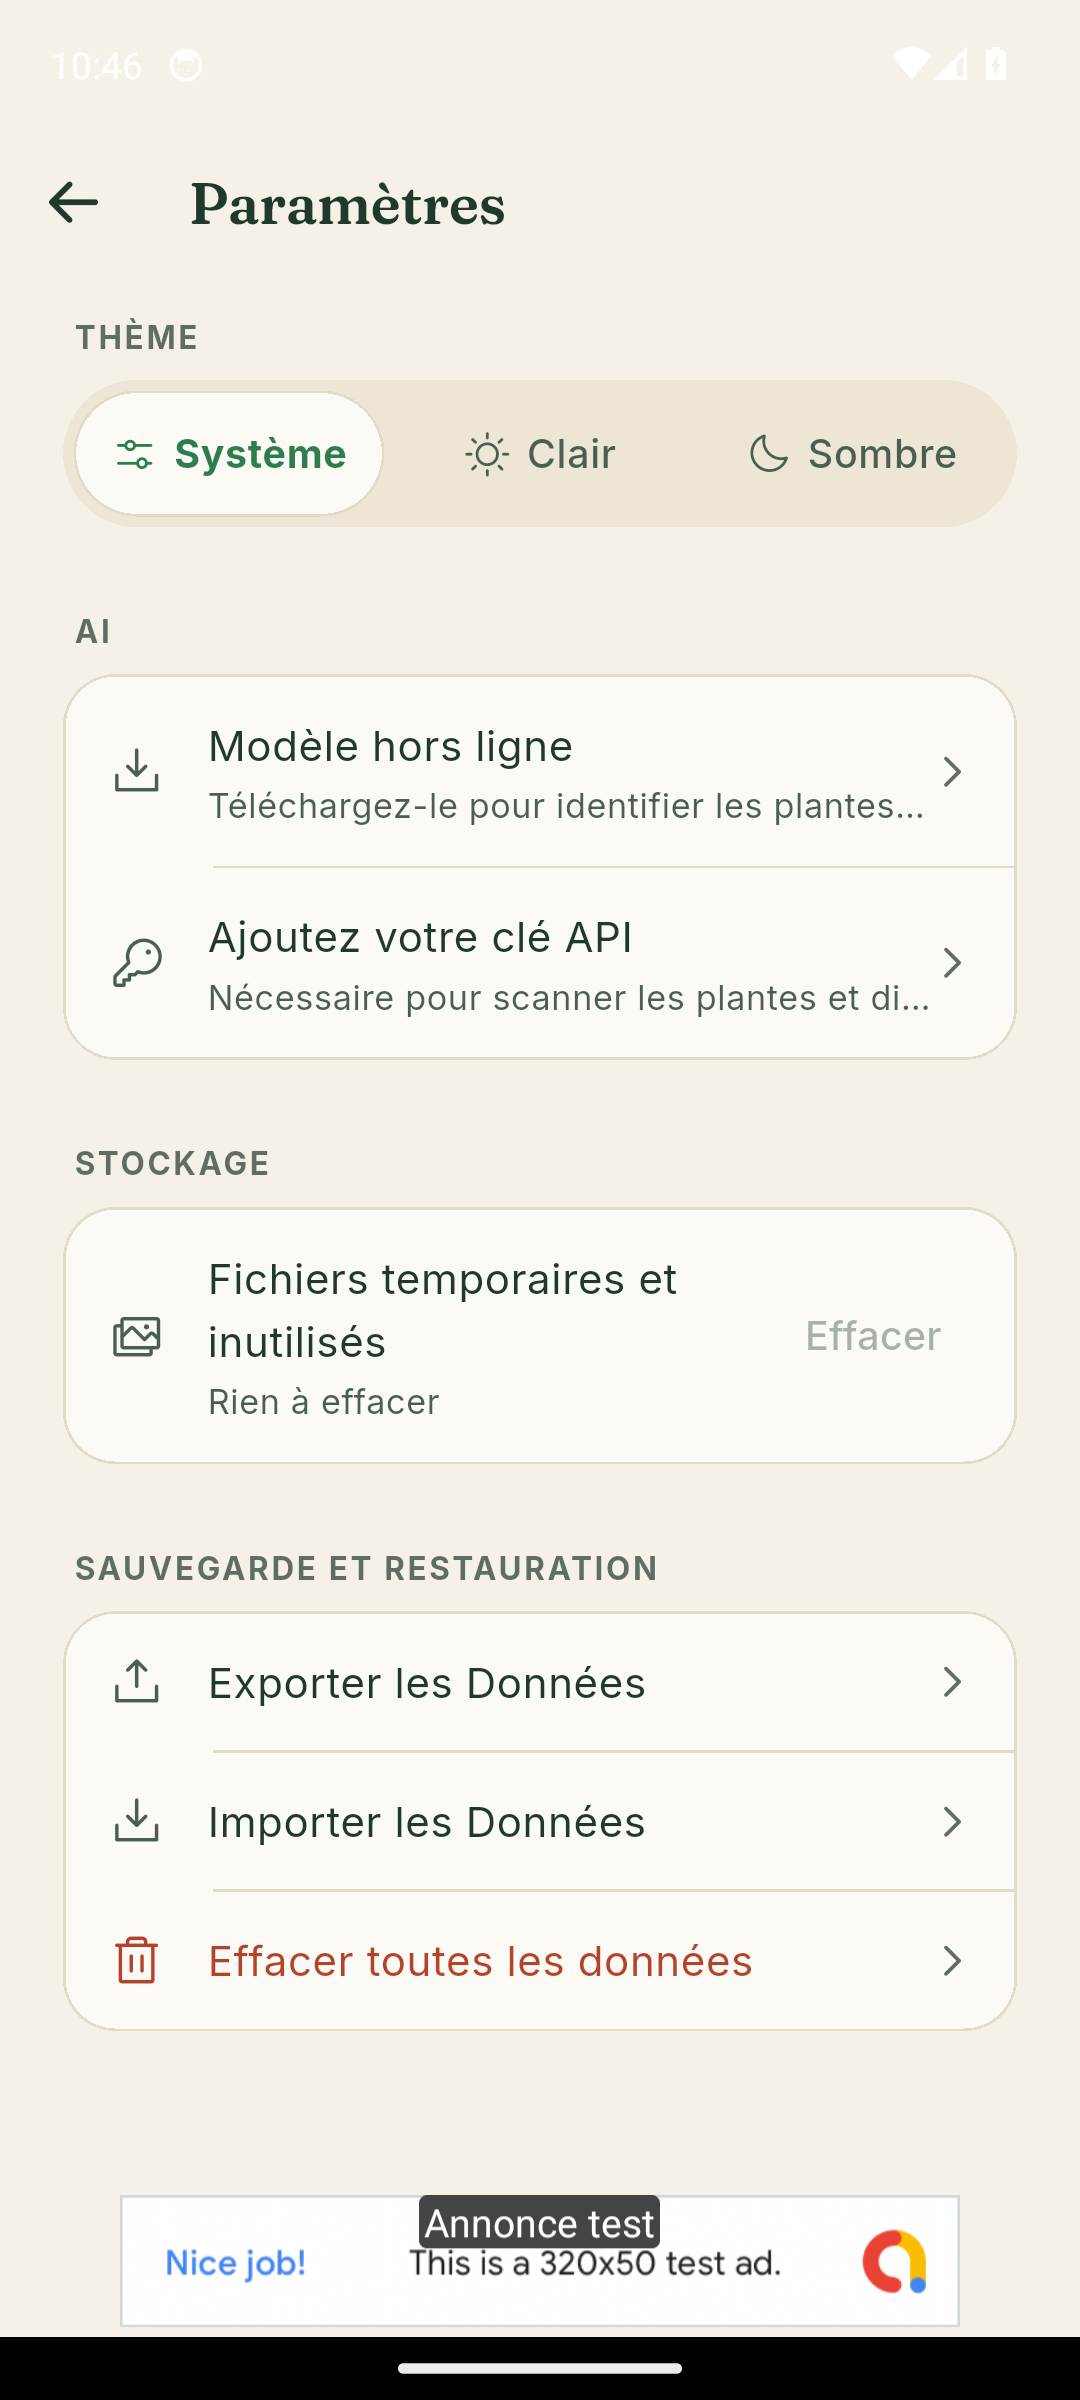 10:46
Paramètres
THÈME
Système
Clair
Sombre
AI
Modèle hors ligne
Téléchargez-le pour identifier les plantes...
Ajoutez votre clé API
Nécessaire pour scanner les plantes et di...
STOCKAGE
Fichiers temporaires et
inutilisés
Effacer
Rien à effacer
SAUVEGARDE ET RESTAURATION
Exporter les Données
Importer les Données
Effacer toutes les données
Annonce test
Nice job!
This is a 320x50 test ad.